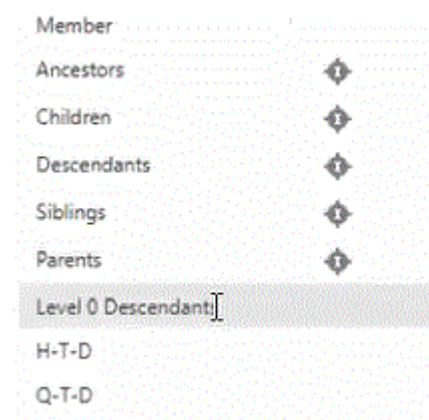 Member
Ancestors
Children
Descendants
Siblings
Parents
Level 0 Descendants
H-T-D
Q-T-D